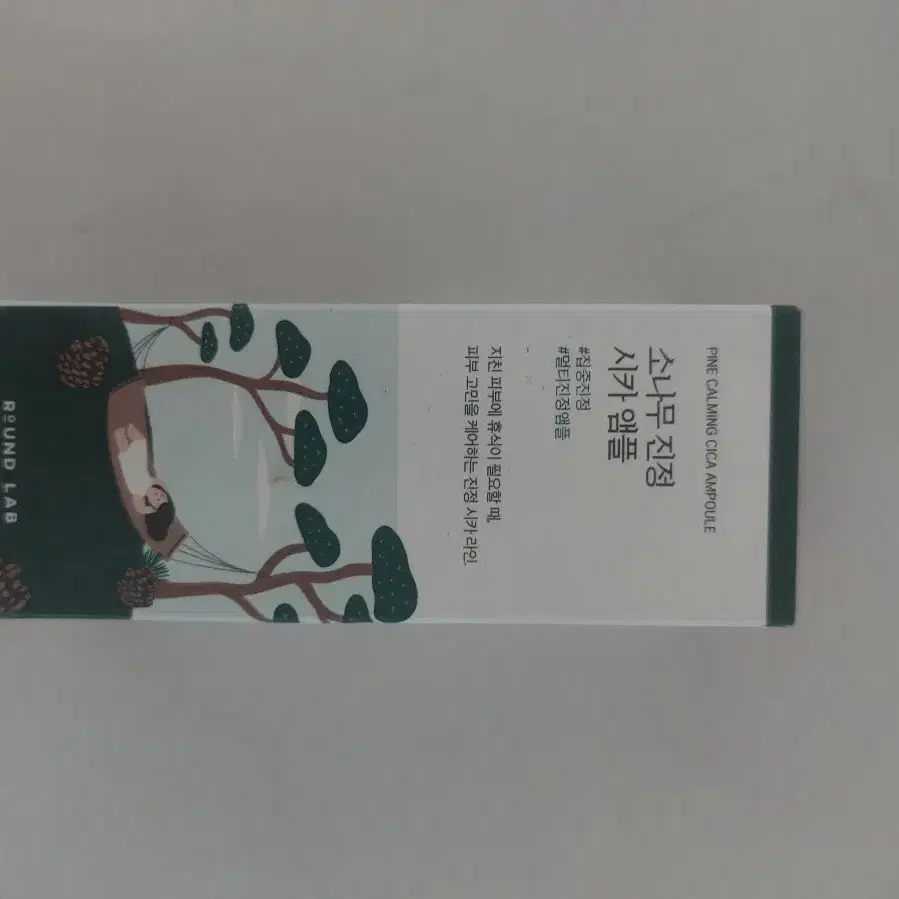 PINE CALMING CICA AMPOULE
소나무 진정
시카 앰플
#집중진정
#멀티진정앰플
지친 피부에 휴식이 필요할 때,
피부 고민을 케어하는 진정 시카 라인
ROUND LAB